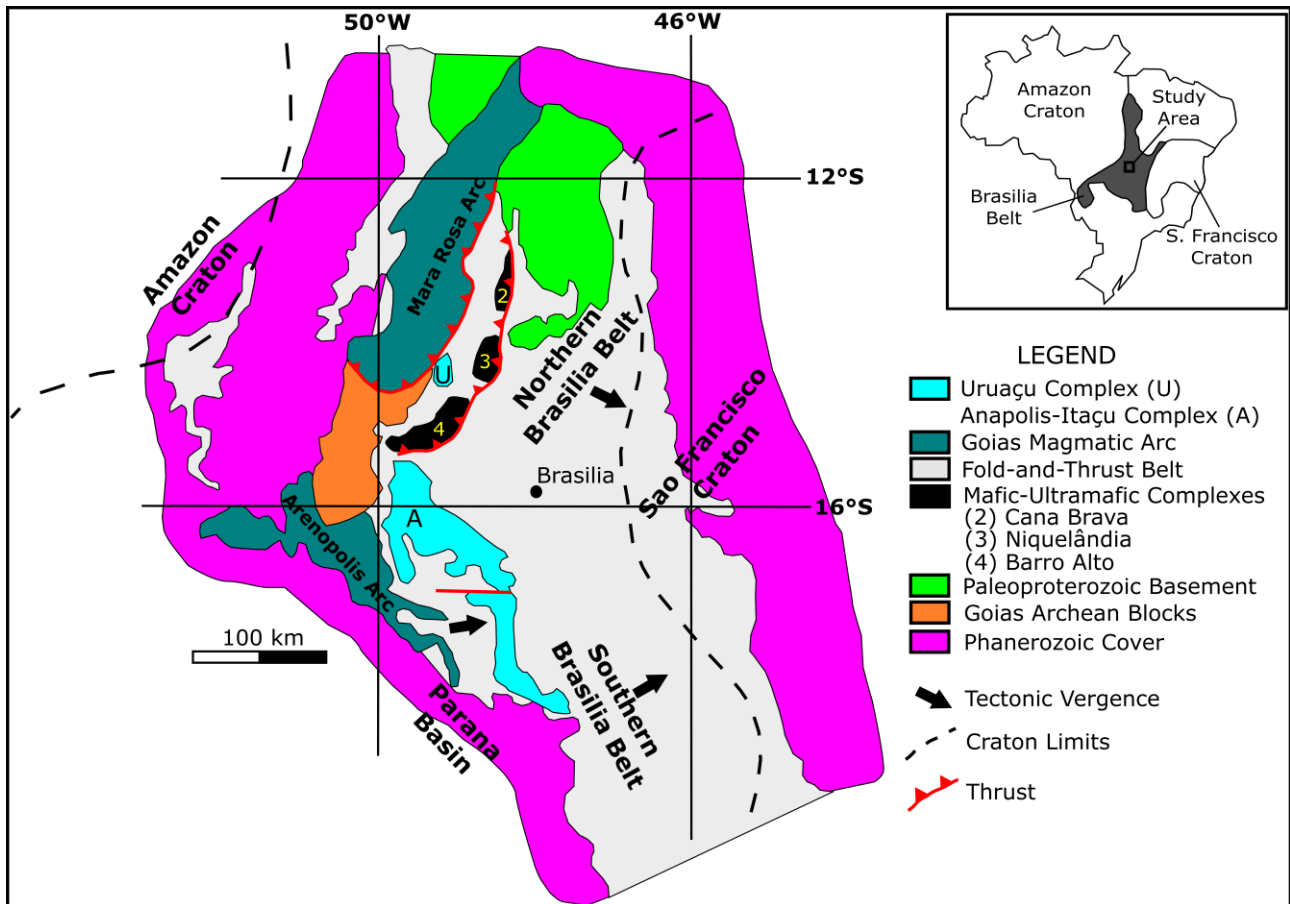 50°W
46°W
12°S
16°S
Amazon
Craton
Mara Rosa Arc
2
3
4
U
A
Northern
Brasilia Belt
Sao Francisco
Craton
Brasilia
Arenopolis Arc
100 km
Southern
Brasilia Belt
Parana
Basin
Amazon
Craton
Study
Area
Brasilia
Belt
S. Francisco
Craton
LEGEND
Uruaçu Complex (U)
Anapolis-Itaçu Complex (A)
Goias Magmatic Arc
Fold-and-Thrust Belt
Mafic-Ultramafic Complexes
(2) Cana Brava
(3) Niquelândia
(4) Barro Alto
Paleoproterozoic Basement
Goias Archean Blocks
Phanerozoic Cover
Tectonic Vergence
Craton Limits
Thrust